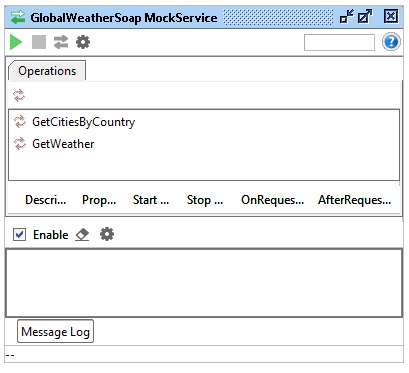 GlobalWeatherSoap MockService
?
Operations
GetCitiesByCountry
GetWeather
Descri... Prop... Start ... Stop ... OnReques... AfterReques...
Enable
Message Log
--